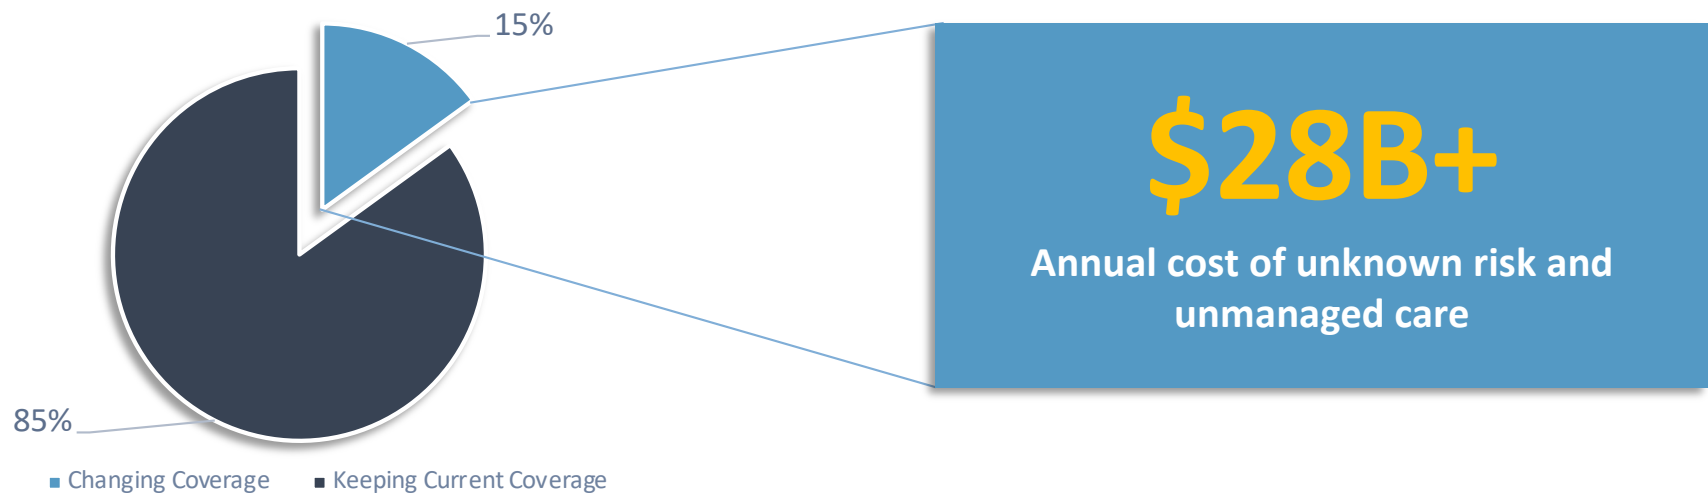 15%
$28B+
Annual cost of unknown risk and
unmanaged care
85%
Changing Coverage
Keeping Current Coverage